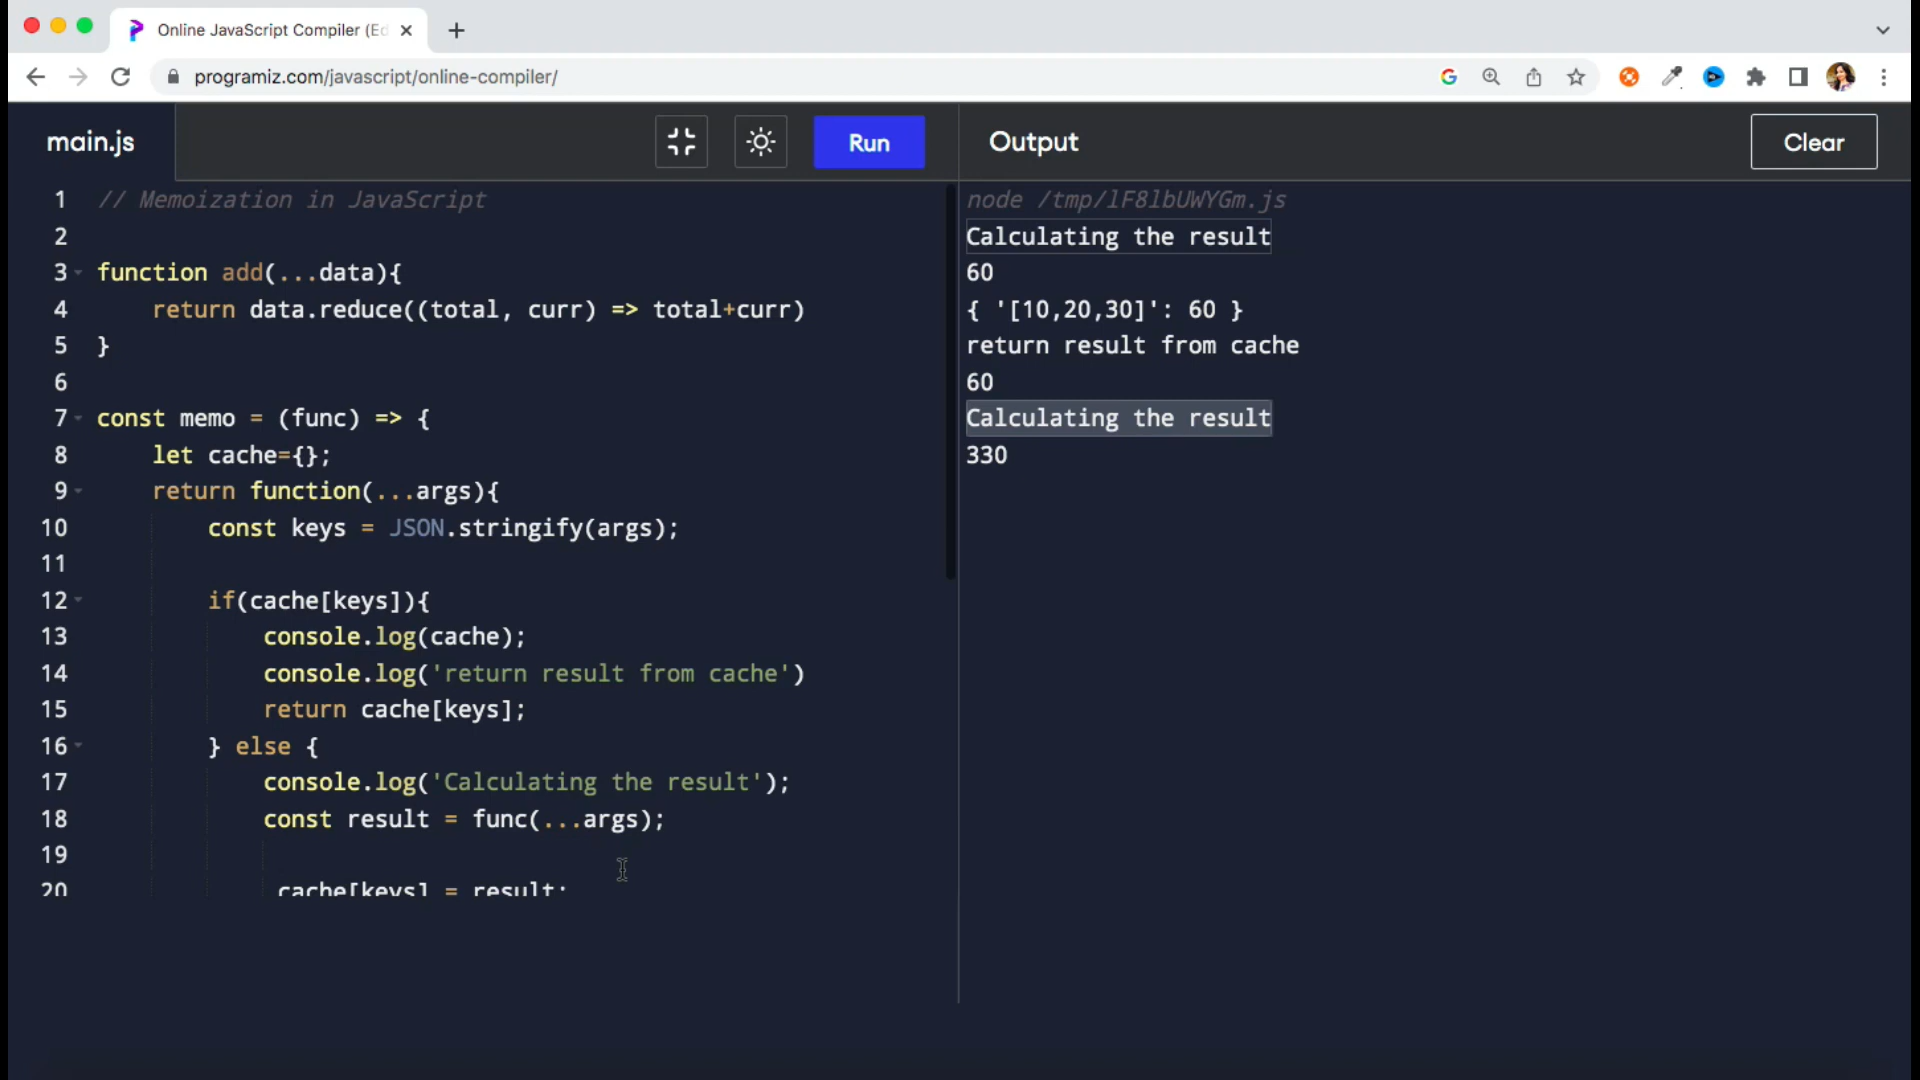 Online JavaScript Compiler (Ed
programiz.com/javascript/online-compiler/
main.js
Run
Output
Clear
1 // Memoization in JavaScript
2
3 function add(...data){
4 return data.reduce((total, curr) => total+curr)
5 }
6
7 const memo = (func) => {
8 let cache={};
9 return function(...args){
10 const keys = JSON.stringify(args);
11
12 if(cache[keys]){
13 console.log(cache);
14 console.log('return result from cache')
15 return cache[keys];
16 } else {
17 console.log('Calculating the result');
18 const result = func(...args);
19
20 cache[keys] = result;
node /tmp/lF8lbUWYGm.js
Calculating the result
60
{ '[10,20,30]': 60 }
return result from cache
60
Calculating the result
330